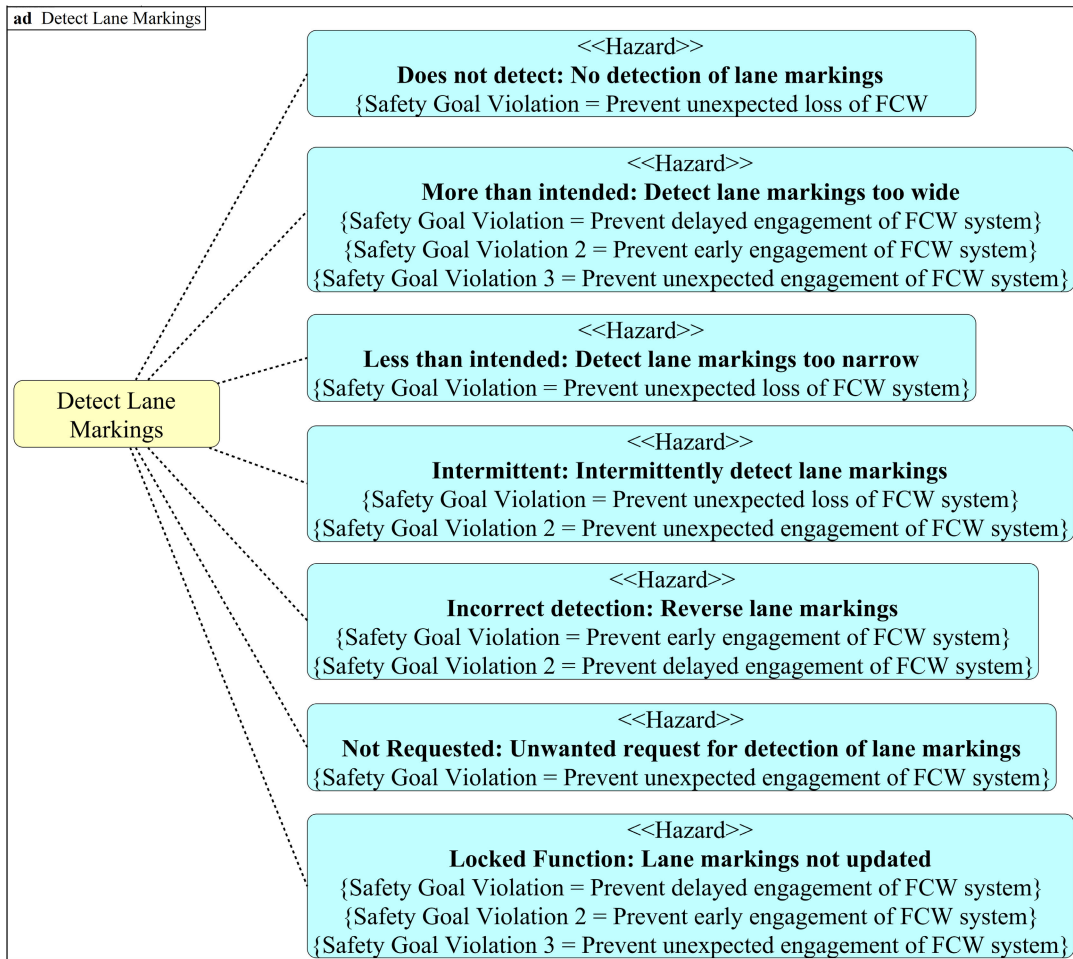 ad Detect Lane Markings
<<Hazard>>
Does not detect: No detection of lane markings
{Safety Goal Violation = Prevent unexpected loss of FCW
<<Hazard>>
More than intended: Detect lane markings too wide
{Safety Goal Violation = Prevent delayed engagement of FCW system}
{Safety Goal Violation 2 = Prevent early engagement of FCW system}
{Safety Goal Violation 3 = Prevent unexpected engagement of FCW system}
<<Hazard>>
Less than intended: Detect lane markings too narrow
{Safety Goal Violation = Prevent unexpected loss of FCW system}
Detect Lane
Markings
<<Hazard>>
Intermittent: Intermittently detect lane markings
{Safety Goal Violation = Prevent unexpected loss of FCW system}
{Safety Goal Violation 2 = Prevent unexpected engagement of FCW system}
<<Hazard>>
Incorrect detection: Reverse lane markings
{Safety Goal Violation = Prevent early engagement of FCW system}
{Safety Goal Violation 2 = Prevent delayed engagement of FCW system}
<<Hazard>>
Not Requested: Unwanted request for detection of lane markings
{Safety Goal Violation = Prevent unexpected engagement of FCW system}
<<Hazard>>
Locked Function: Lane markings not updated
{Safety Goal Violation = Prevent delayed engagement of FCW system}
{Safety Goal Violation 2 = Prevent early engagement of FCW system}
{Safety Goal Violation 3 = Prevent unexpected engagement of FCW system}